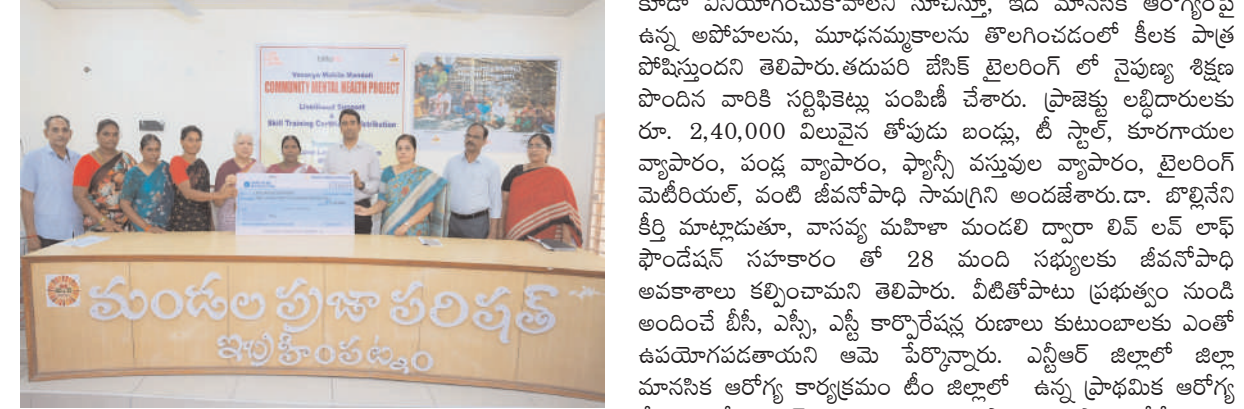 Vasavya Mahila Mandali
COMMUNITY MENTAL HEALTH PROJECT
Livelihood Support
&
Skill Training Certificate Distribution
మండల ప్రజా పరిషత్
ఇబ్రహీంపట్నం
కూడా వినియోగించుకోవాలని సూచిస్తూ, ఇది మానసిక ఆరోగ్యంపై
ఉన్న అపోహలను, మూఢనమ్మకాలను తొలగించడంలో కీలక పాత్ర
పోషిస్తుందని తెలిపారు.తదుపరి బేసిక్ టైలరింగ్ లో నైపుణ్య శిక్షణ
పొందిన వారికి సర్టిఫికెట్లు పంపిణీ చేశారు. ప్రాజెక్టు లబ్ధిదారులకు
రూ. 2,40,000 విలువైన తోపుడు బండ్లు, టీ స్టాల్, కూరగాయల
వ్యాపారం, పండ్ల వ్యాపారం, ఫ్యాన్సీ వస్తువుల వ్యాపారం, టైలరింగ్
మెటీరియల్, వంటి జీవనోపాధి సామగ్రిని అందజేశారు.డా. బొల్లినేని
కీర్తి మాట్లాడుతూ, వాసవ్య మహిళా మండలి ద్వారా లివ్ లవ్ లాఫ్
ఫౌండేషన్ సహకారం తో 28 మంది సభ్యులకు జీవనోపాధి
అవకాశాలు కల్పించామని తెలిపారు. వీటితోపాటు ప్రభుత్వం నుండి
అందించే బీసీ, ఎస్సీ, ఎస్టీ కార్పొరేషన్ల రుణాలు కుటుంబాలకు ఎంతో
ఉపయోగపడతాయని ఆమె పేర్కొన్నారు. ఎన్టీఆర్ జిల్లాలో జిల్లా
మానసిక ఆరోగ్య కార్యక్రమం టీం జిల్లాలో ఉన్న ప్రాథమిక ఆరోగ్య